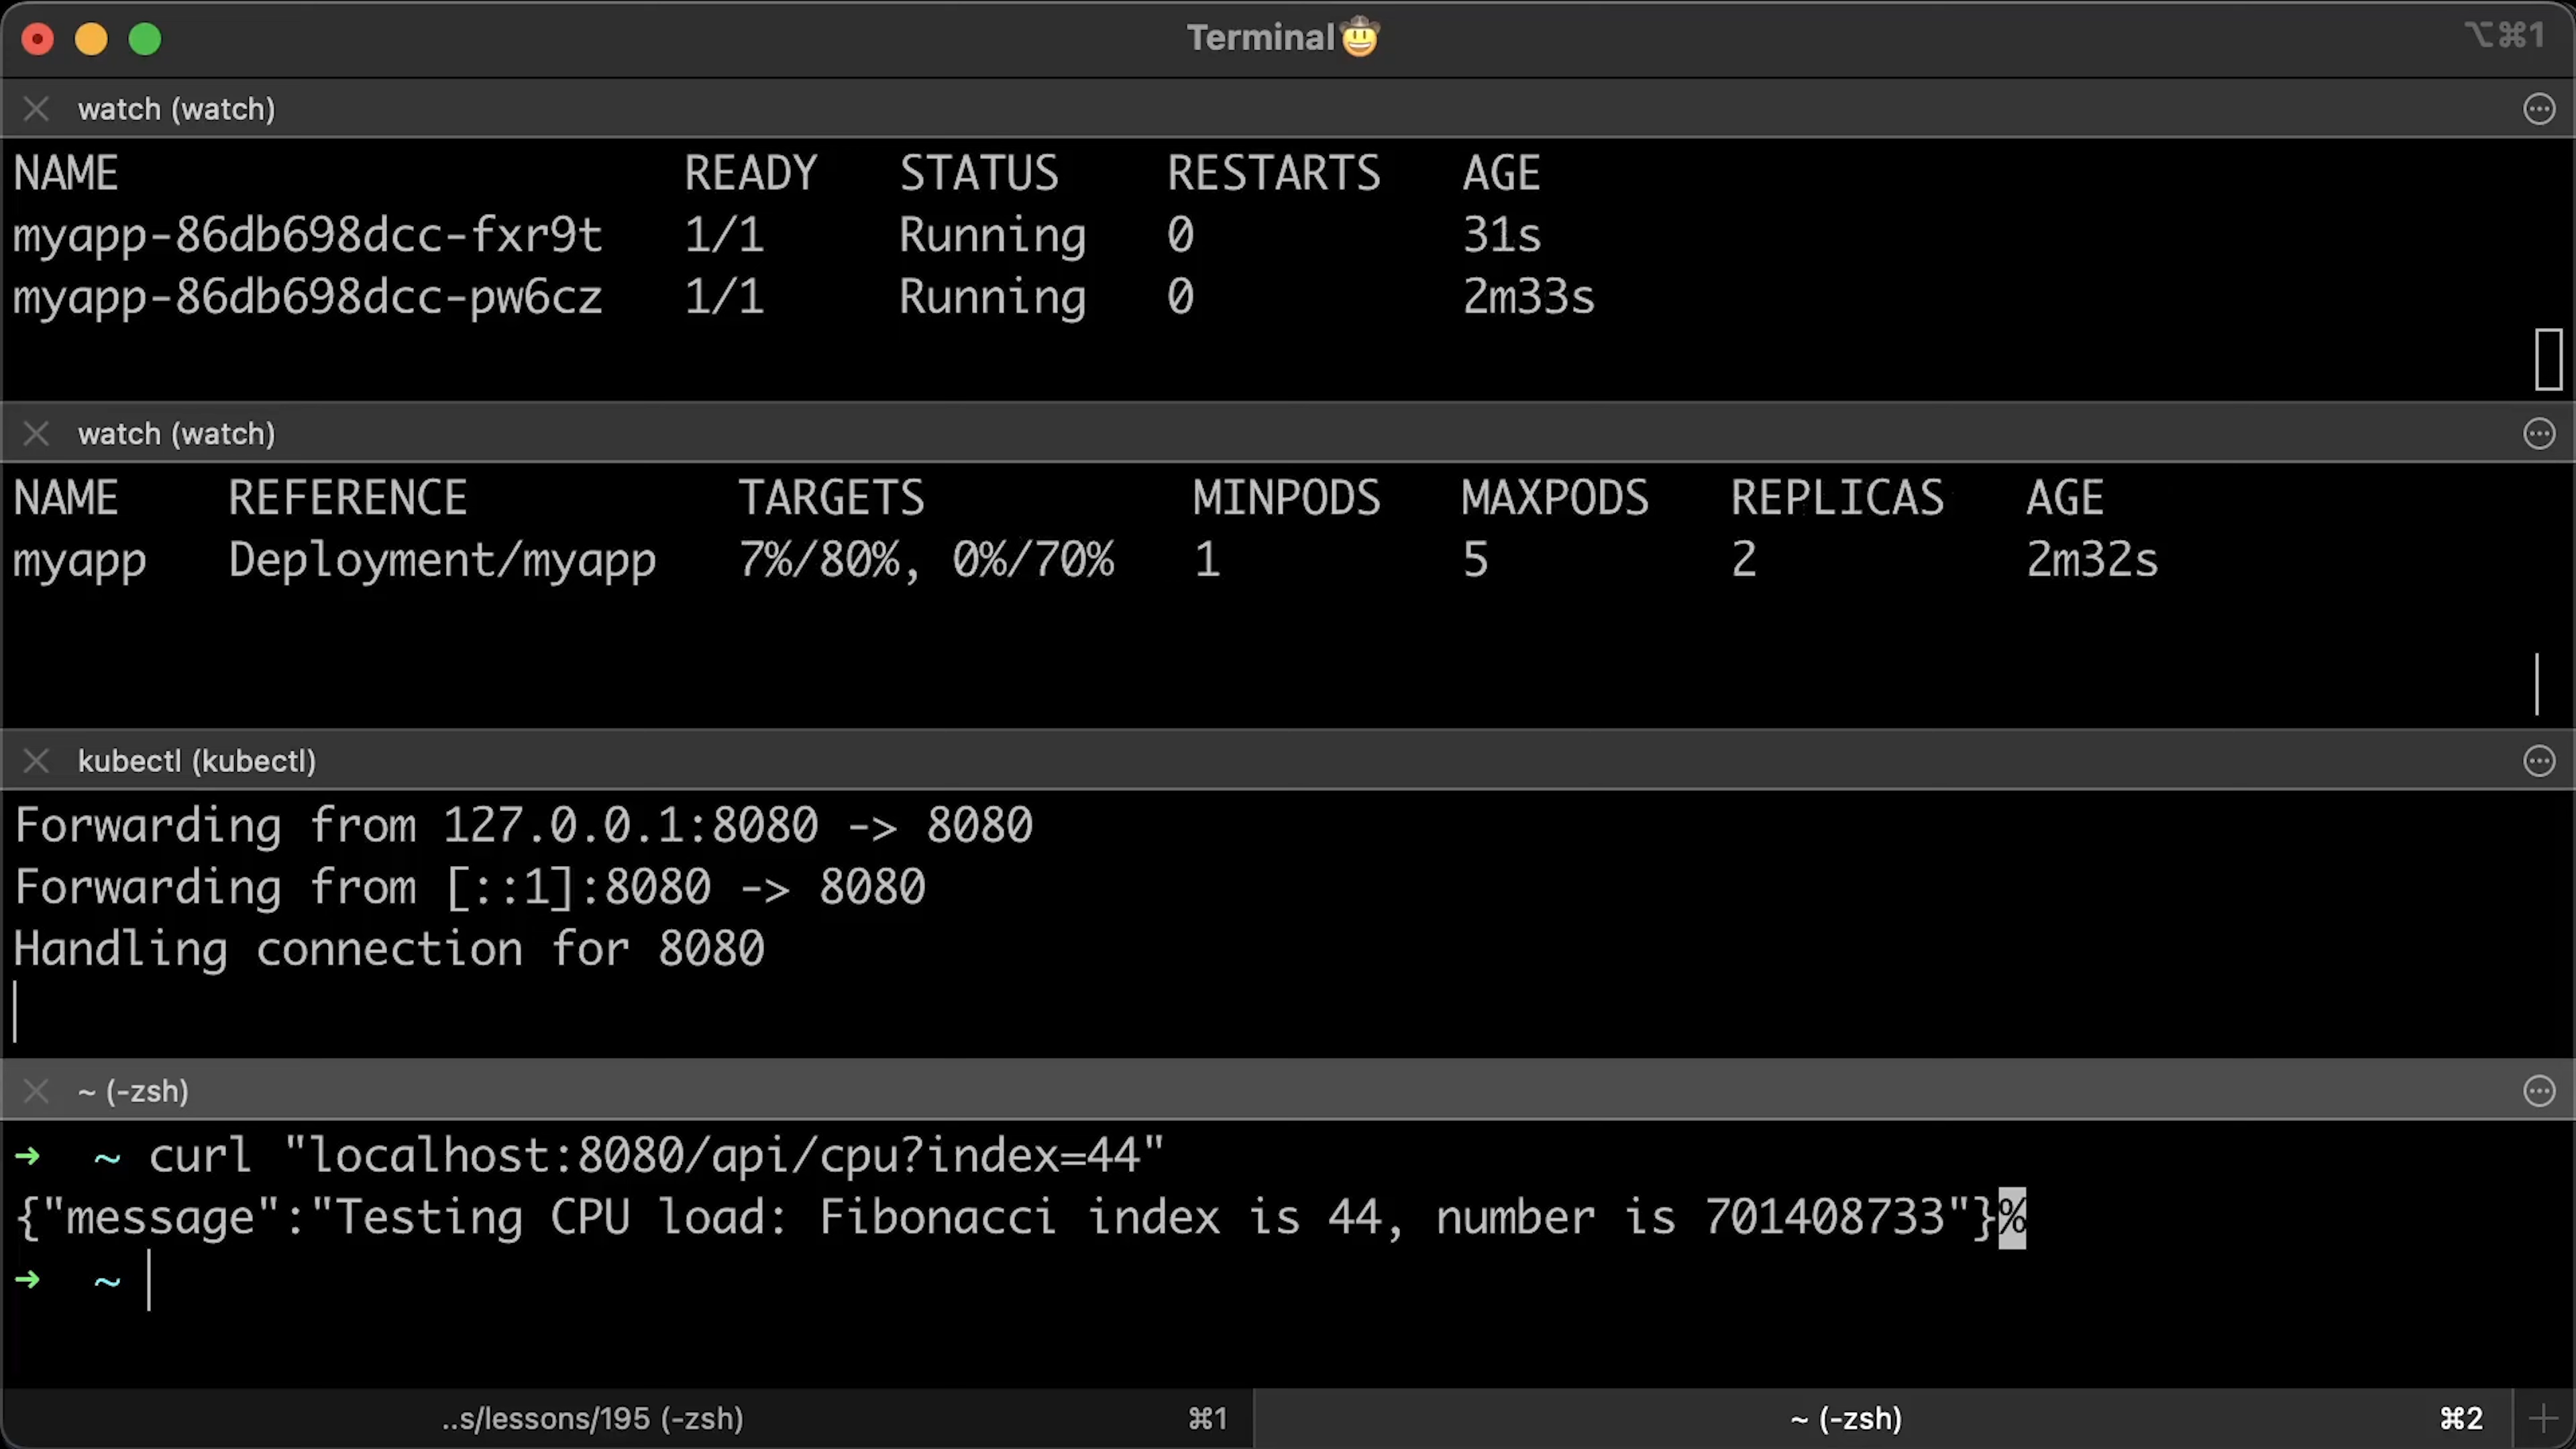 Terminal🤠
⌥⌘1
watch (watch)
NAME READY STATUS RESTARTS AGE
myapp-86db698dcc-fxr9t 1/1 Running 0 31s
myapp-86db698dcc-pw6cz 1/1 Running 0 2m33s
watch (watch)
NAME REFERENCE TARGETS MINPODS MAXPODS REPLICAS AGE
myapp Deployment/myapp 7%/80%, 0%/70% 1 5 2 2m32s
kubectl (kubectl)
Forwarding from 127.0.0.1:8080 -> 8080
Forwarding from [::1]:8080 -> 8080
Handling connection for 8080
~ (-zsh)
→ ~ curl "localhost:8080/api/cpu?index=44"
{"message":"Testing CPU load: Fibonacci index is 44, number is 701408733"}%
→ ~
..s/lessons/195 (-zsh) ⌘1 ~ (-zsh) ⌘2